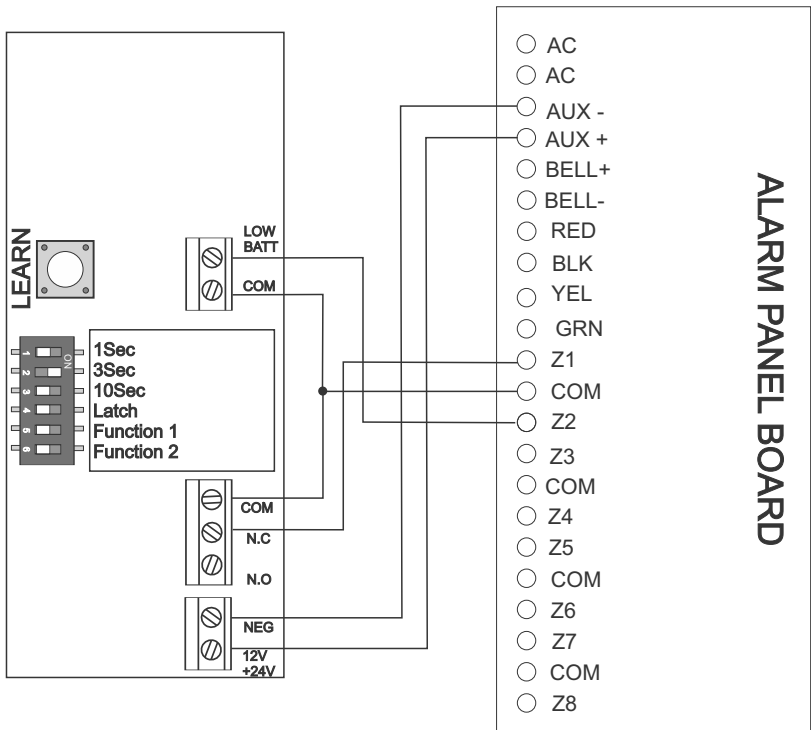 LEARN
LOW
BATT
COM
ON
1
2
3
4
5
6
1Sec
3Sec
10Sec
Latch
Function 1
Function 2
COM
N.C
N.O
NEG
12V
+24V
AC
AC
AUX -
AUX +
BELL+
BELL-
RED
BLK
YEL
GRN
Z1
COM
Z2
Z3
COM
Z4
Z5
COM
Z6
Z7
COM
Z8
ALARM PANEL BOARD